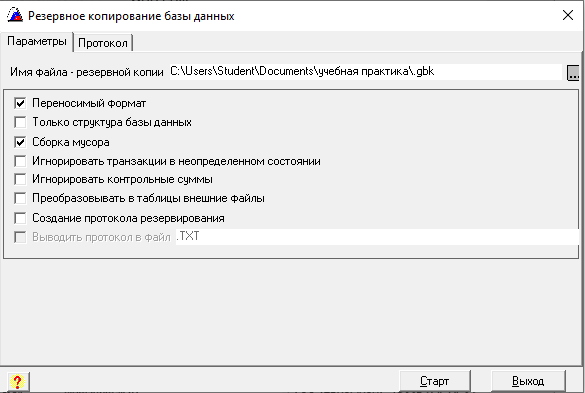 Резервное копирование базы данных
Параметры Протокол
Имя файла - резервной копии C:\Users\Student\Documents\учебная практика\.gbk ...
Переносимый формат
Только структура базы данных
Сборка мусора
Игнорировать транзакции в неопределенном состоянии
Игнорировать контрольные суммы
Преобразовывать в таблицы внешние файлы
Создание протокола резервирования
Выводить протокол в файл .TXT
? Старт Выход